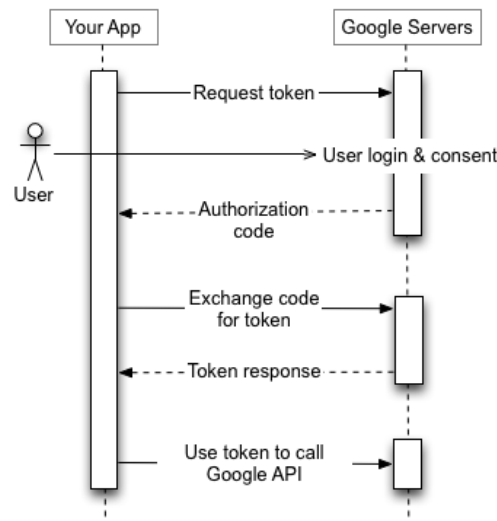 Your App
Google Servers
Request token
User login & consent
User
Authorization
code
Exchange code
for token
Token response
Use token to call
Google API